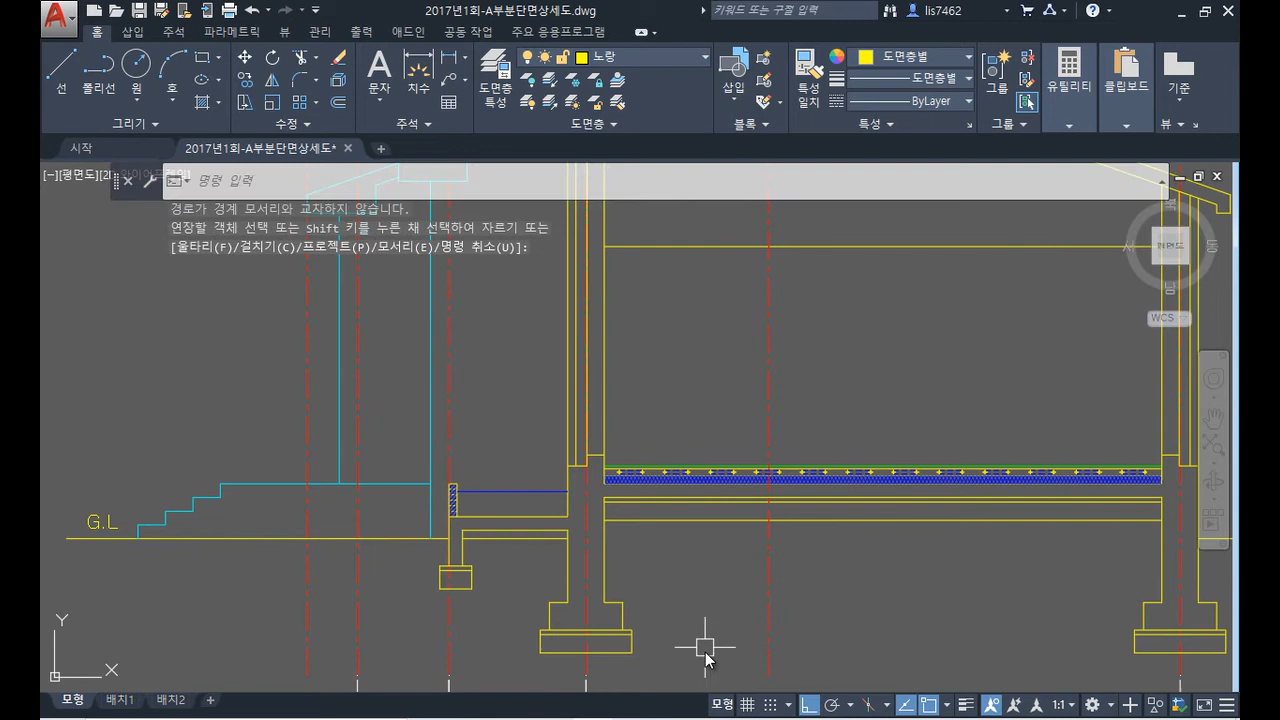 2017년1회-A부분단면상세도.dwg
키워드 또는 구절 입력
lis7462
홈 삽입 주석 파라메트릭 뷰 관리 출력 애드인 공동 작업 주요 응용프로그램
노랑
도면층별
도면층별
ByLayer
선 폴리선 원 호 문자 치수 도면층 특성 삽입 특성 일치 그룹 유틸리티 클립보드 기준
그리기 수정 주석 도면층 블록 특성 그룹 뷰
시작 2017년1회-A부분단면상세도*
명령 입력
경로가 경계 모서리와 교차하지 않습니다.
연장할 객체 선택 또는 Shift 키를 누른 채 선택하여 자르기 또는
[울타리(F)/걸치기(C)/프로젝트(P)/모서리(E)/명령 취소(U)]:
북
서 평면도 동
남
WCS
G.L
Y
X
모형 배치1 배치2
모형 1:1